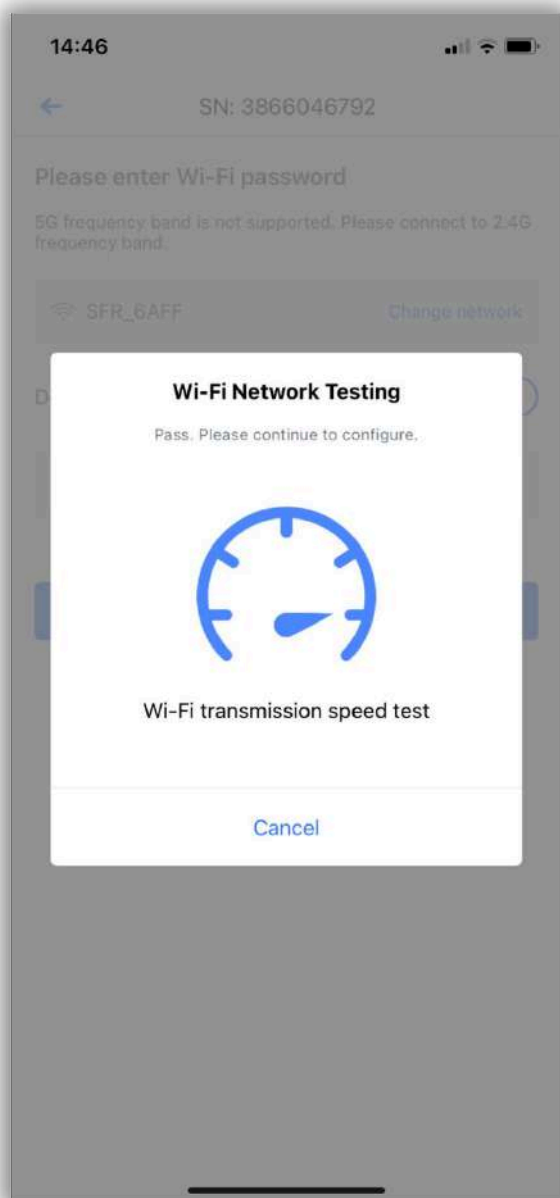 14:46
SN: 3866046792
Please enter Wi-Fi password
5G frequency band is not supported. Please connect to 2.4G
frequency band.
SFR_6AFF
Change network
Wi-Fi Network Testing
Pass. Please continue to configure.
Wi-Fi transmission speed test
Cancel